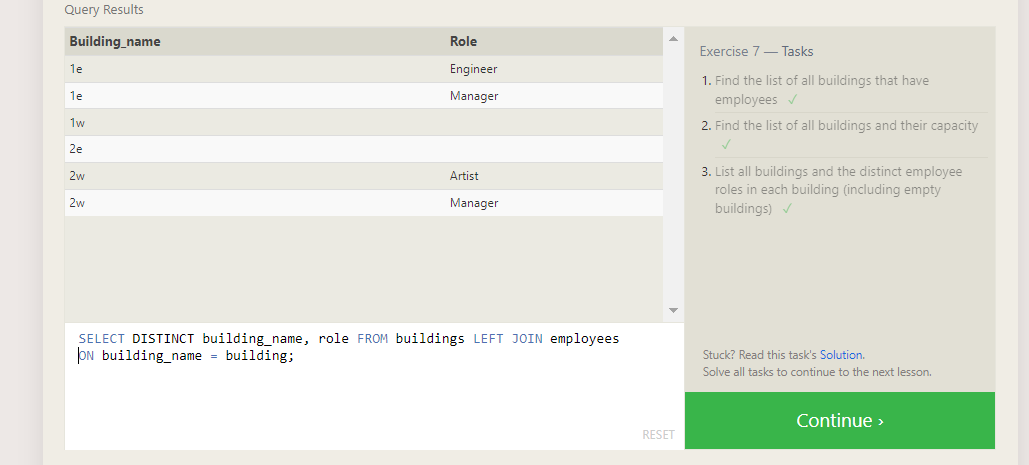 Query Results
Building_name Role
1e Engineer
1e Manager
1w
2e
2w Artist
2w Manager
SELECT DISTINCT building_name, role FROM buildings LEFT JOIN employees
ON building_name = building;
RESET
Exercise 7 — Tasks
1. Find the list of all buildings that have
employees ✓
2. Find the list of all buildings and their capacity
✓
3. List all buildings and the distinct employee
roles in each building (including empty
buildings) ✓
Stuck? Read this task's Solution.
Solve all tasks to continue to the next lesson.
Continue ›